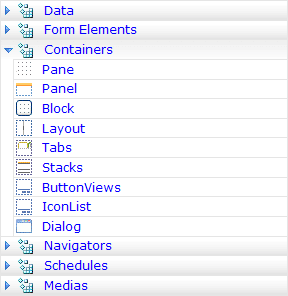 Data
Form Elements
Containers
Pane
Panel
Block
Layout
Tabs
Stacks
ButtonViews
IconList
Dialog
Navigators
Schedules
Medias